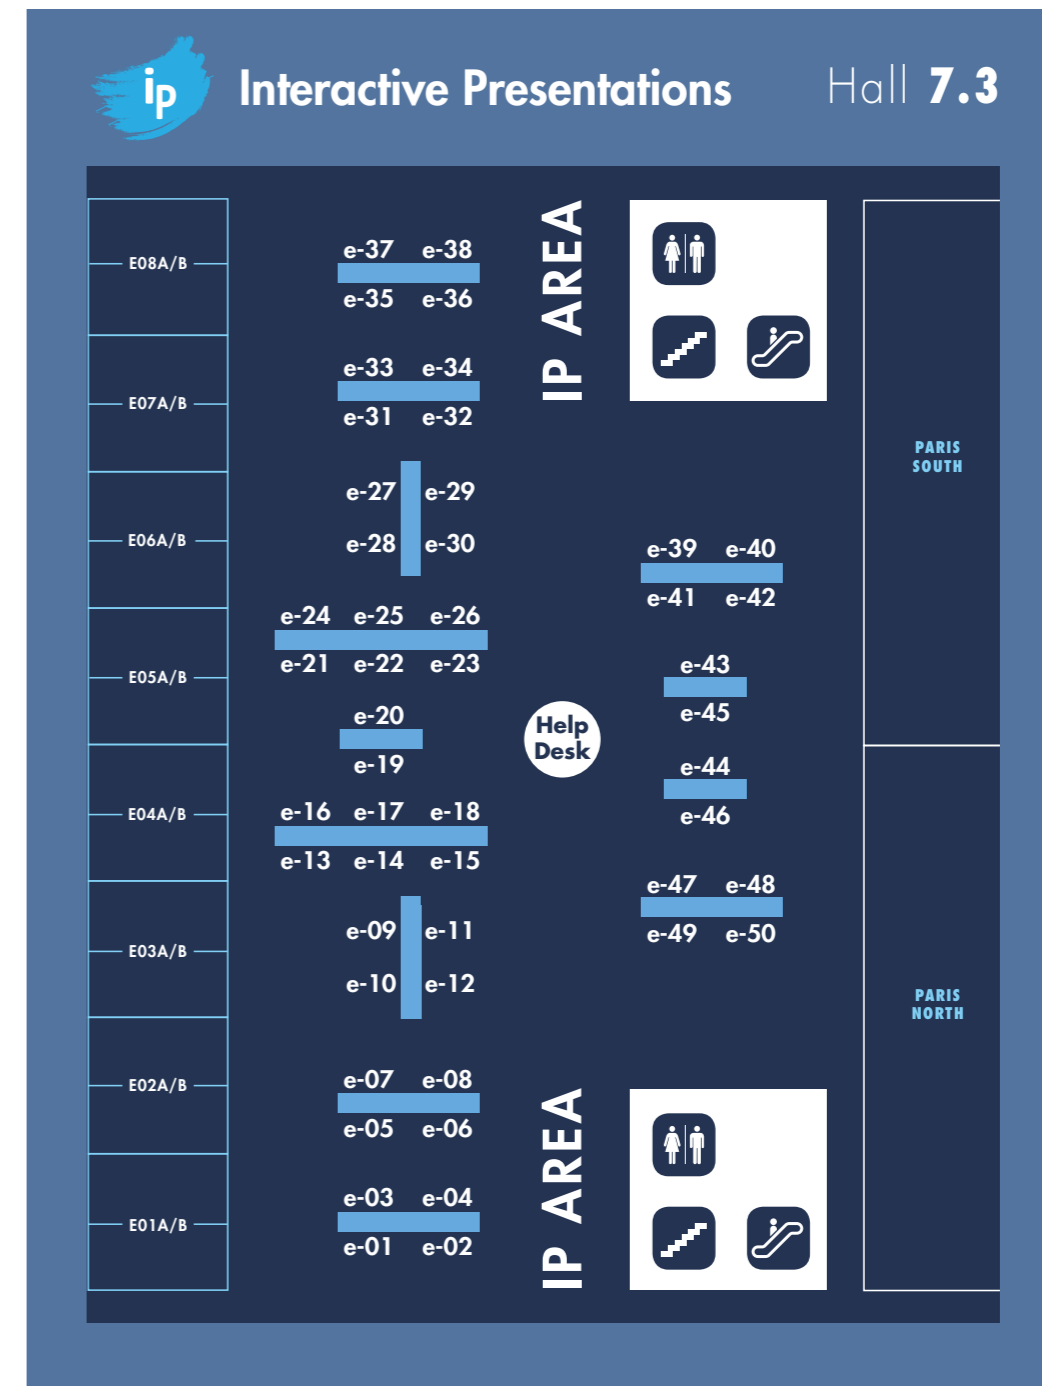 ip
Interactive Presentations
Hall 7.3
E08A/B
E07A/B
E06A/B
E05A/B
E04A/B
E03A/B
E02A/B
E01A/B
e-37 e-38
e-35 e-36
e-33 e-34
e-31 e-32
e-27 e-29
e-28 e-30
e-24 e-25 e-26
e-21 e-22 e-23
e-20
e-19
e-16 e-17 e-18
e-13 e-14 e-15
e-09 e-11
e-10 e-12
e-07 e-08
e-05 e-06
e-03 e-04
e-01 e-02
IP AREA
Help
Desk
IP AREA
e-39 e-40
e-41 e-42
e-43
e-45
e-44
e-46
e-47 e-48
e-49 e-50
PARIS
SOUTH
PARIS
NORTH